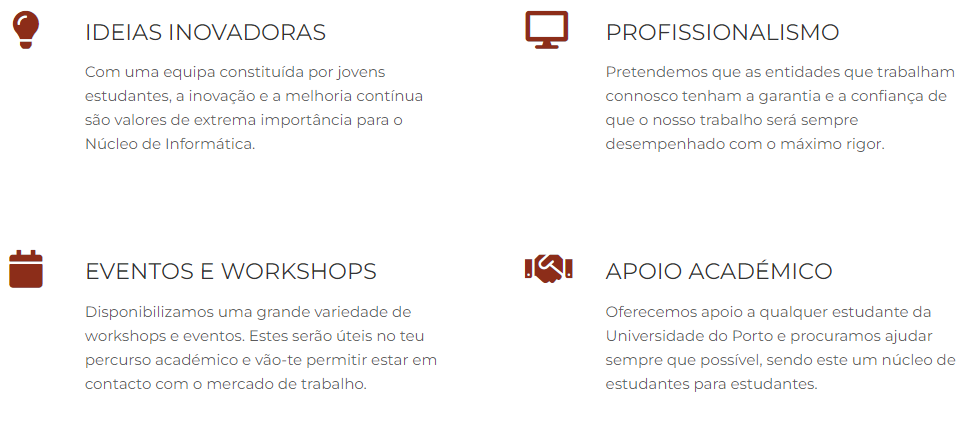 IDEIAS INOVADORAS
Com uma equipa constituída por jovens
estudantes, a inovação e a melhoria contínua
são valores de extrema importância para o
Núcleo de Informática.
PROFISSIONALISMO
Pretendemos que as entidades que trabalham
connosco tenham a garantia e a confiança de
que o nosso trabalho será sempre
desempenhado com o máximo rigor.
EVENTOS E WORKSHOPS
Disponibilizamos uma grande variedade de
workshops e eventos. Estes serão úteis no teu
percurso académico e vão-te permitir estar em
contacto com o mercado de trabalho.
APOIO ACADÉMICO
Oferecemos apoio a qualquer estudante da
Universidade do Porto e procuramos ajudar
sempre que possível, sendo este um núcleo de
estudantes para estudantes.